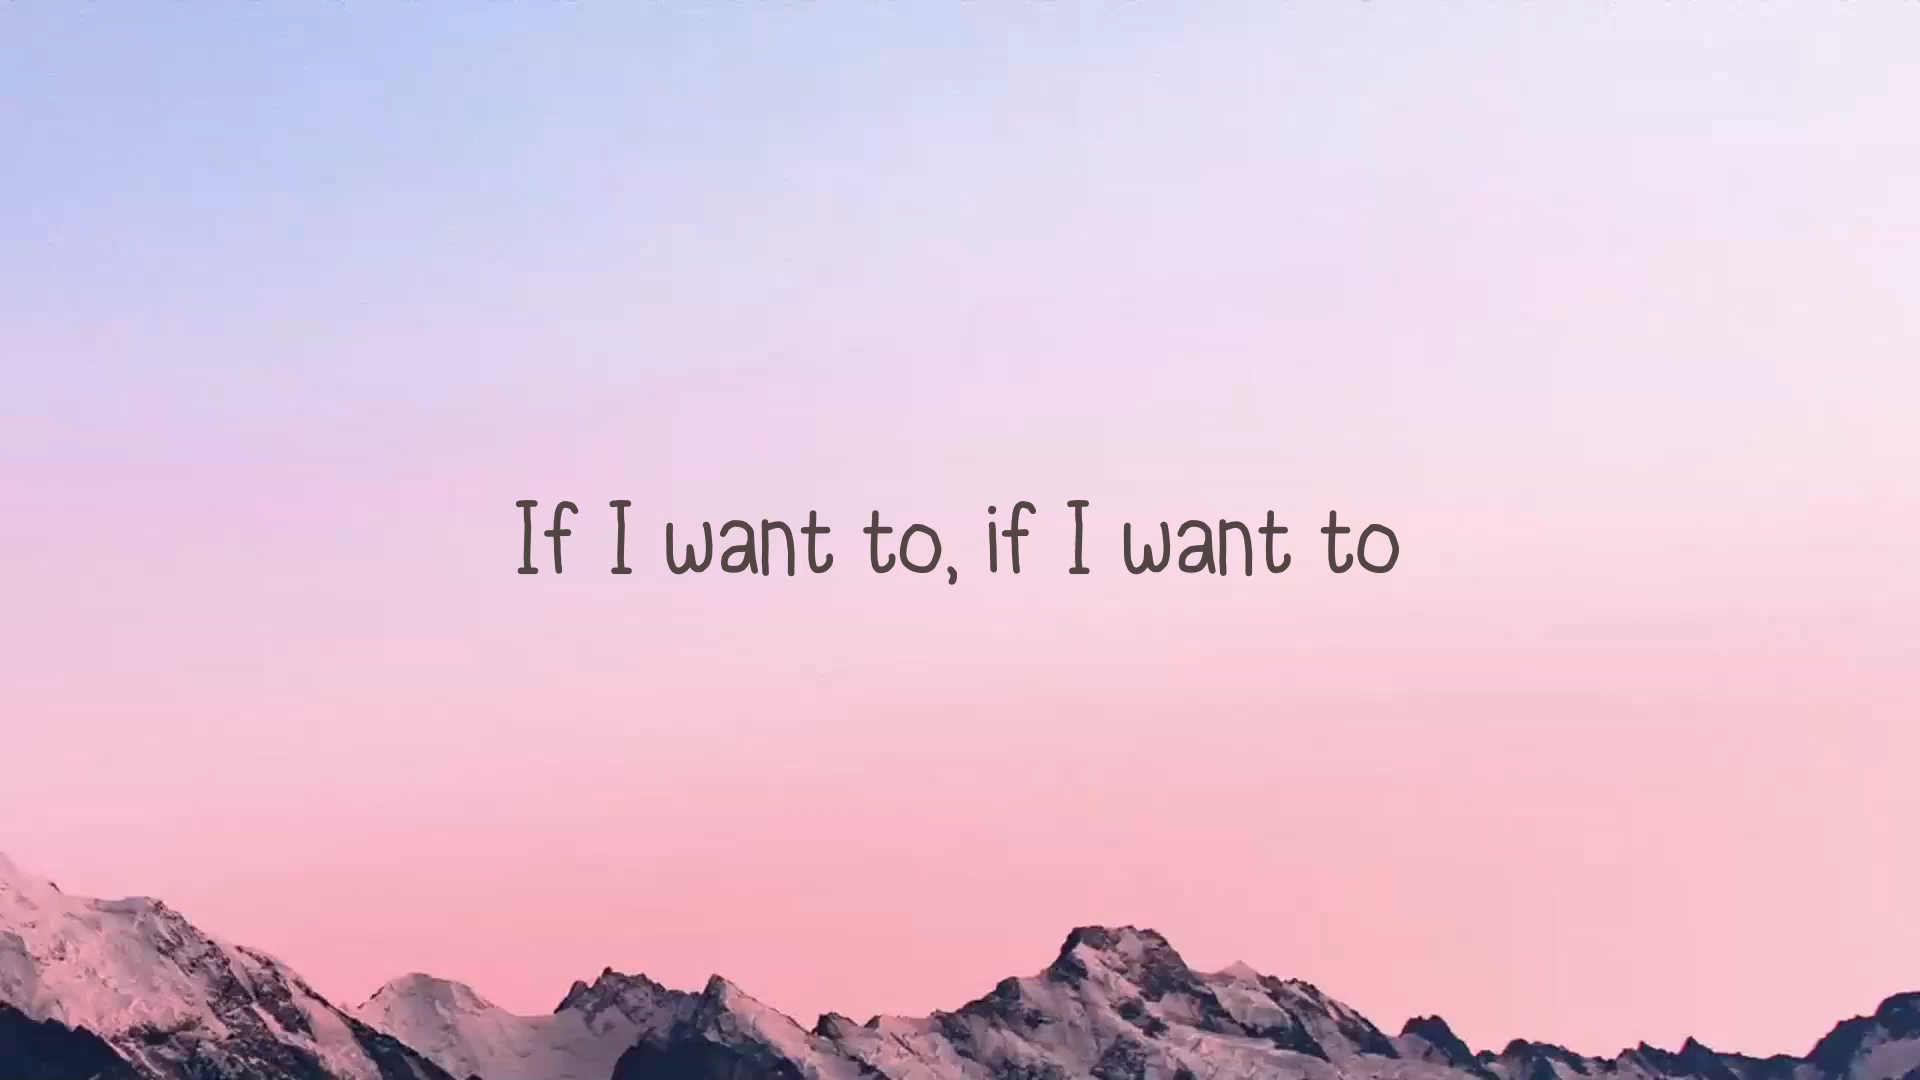 If I want to, if I want to